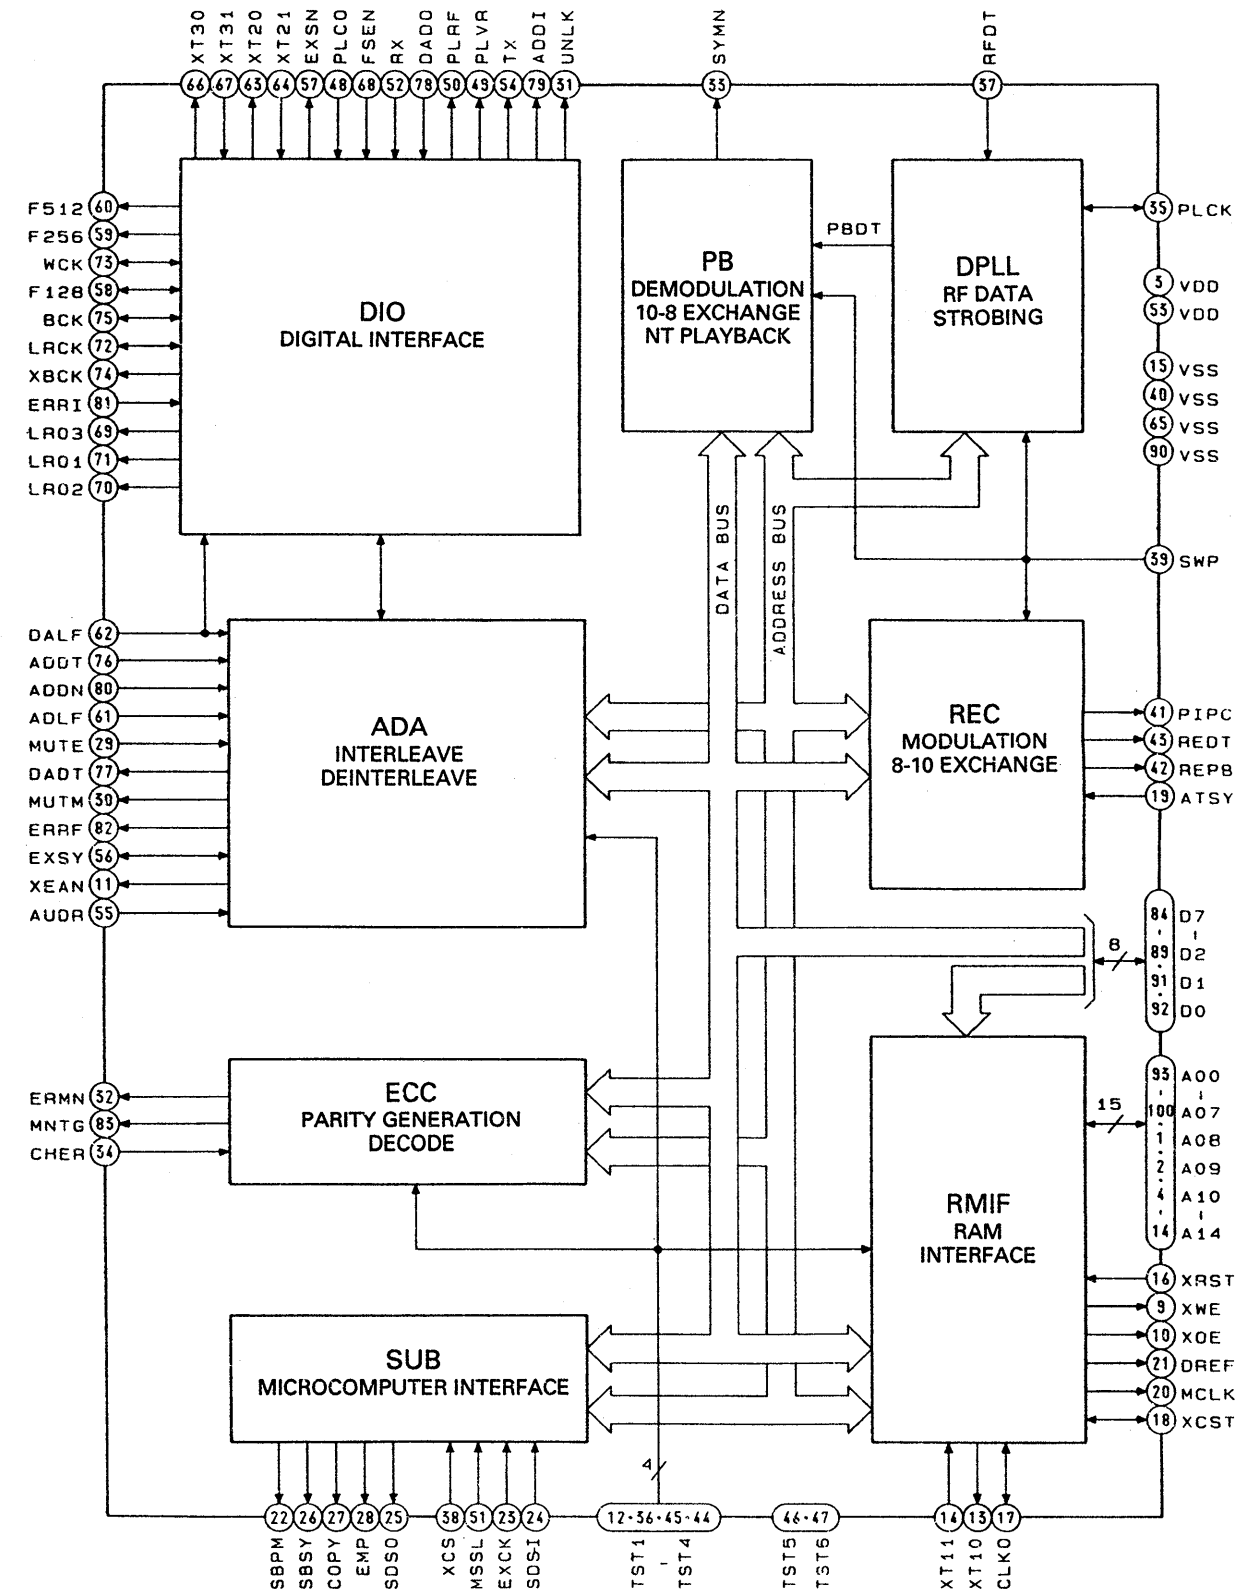 XT30 XT31 XT20 XT21 EXSN PLCO FSEN RX DADO PLRF PLVR TX ADDI UNLK SYMN RFDT
66 67 63 64 57 48 68 52 78 50 49 54 79 31 33 37
F512 60
F256 59
WCK 73
F128 58
BCK 75
LRCK 72
XBCK 74
ERRI 81
LR03 69
LR01 71
LR02 70
DIO
DIGITAL INTERFACE
PB
DEMODULATION
10-8 EXCHANGE
NT PLAYBACK
PBDT
DPLL
RF DATA
STROBING
35 PLCK
3 VDD
53 VDD
15 VSS
40 VSS
65 VSS
90 VSS
39 SWP
DATA BUS
ADDRESS BUS
DALF 62
ADDT 76
ADDN 80
ADLF 61
MUTE 29
DADT 77
MUTM 30
ERRF 82
EXSY 56
XEAN 11
AUDR 55
ADA
INTERLEAVE
DEINTERLEAVE
REC
MODULATION
8-10 EXCHANGE
41 PIPC
43 REDT
42 REPB
19 ATSY
8
84 D7
89 D2
91 D1
92 D0
ERMN 32
MNTG 83
CHER 34
ECC
PARITY GENERATION
DECODE
15
93 A00
100 A07
1 A08
2 A09
4 A10
14 A14
RMIF
RAM
INTERFACE
16 XRST
9 XWE
10 XOE
21 DREF
20 MCLK
18 XCST
SUB
MICROCOMPUTER INTERFACE
4
22 26 27 28 25 38 51 23 24 12·36·45·44 46·47 14 13 17
SBPM SBSY COPY EMP SDSO XCS MSSL EXCK SDSI TST1 TST4 TST5 TST6 XT11 XT10 CLKO